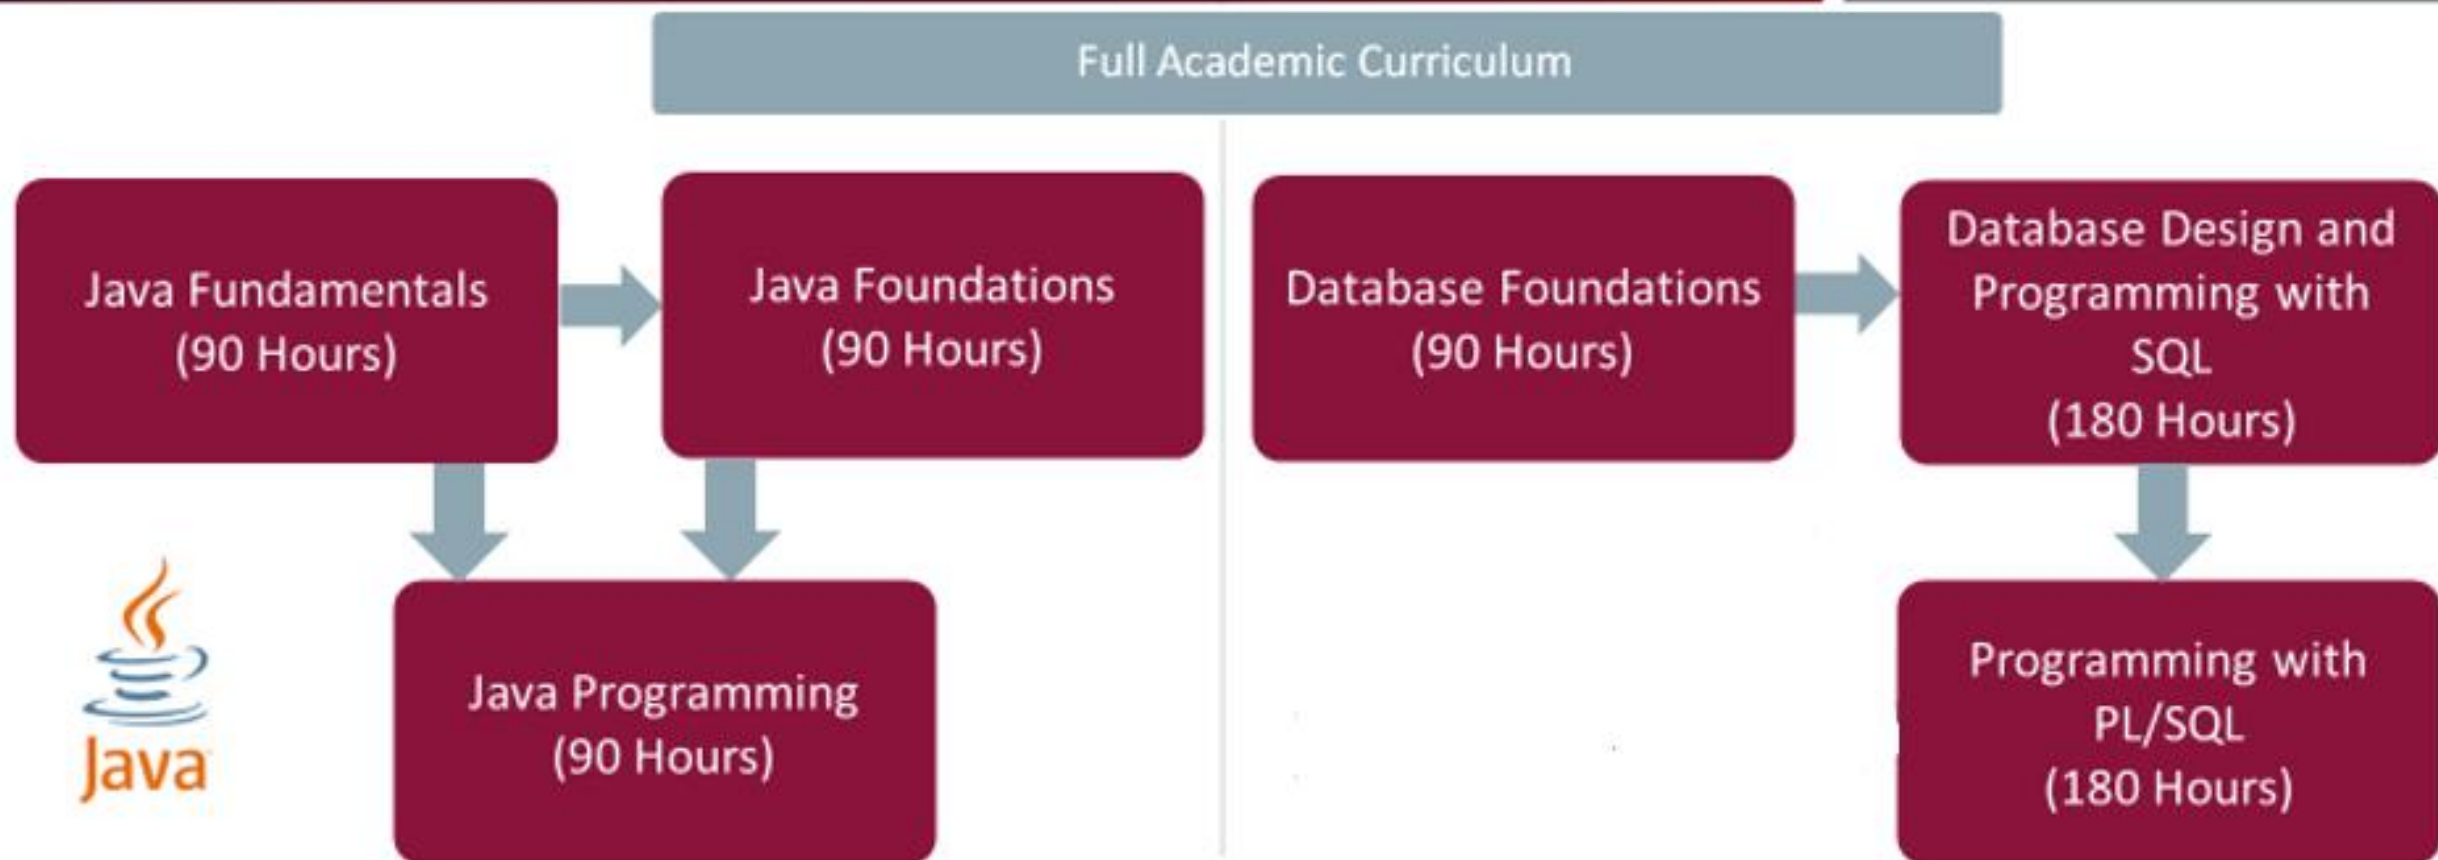 Full Academic Curriculum
Java Fundamentals
(90 Hours)
Java Foundations
(90 Hours)
Database Foundations
(90 Hours)
Database Design and
Programming with
SQL
(180 Hours)
Java
Java Programming
(90 Hours)
Programming with
PL/SQL
(180 Hours)